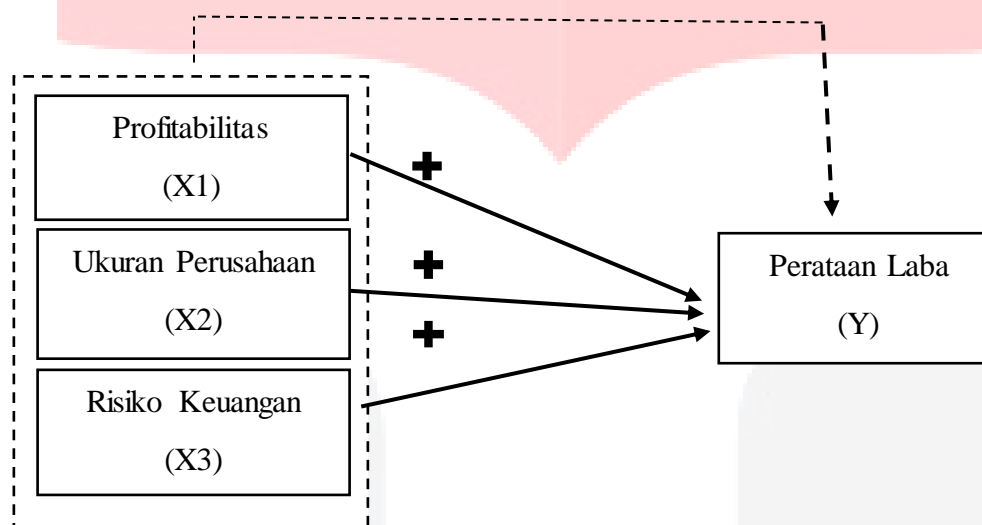 Profitabilitas
(X1)
+
Ukuran Perusahaan
(X2)
+
+
Risiko Keuangan
(X3)
Perataan Laba
(Y)